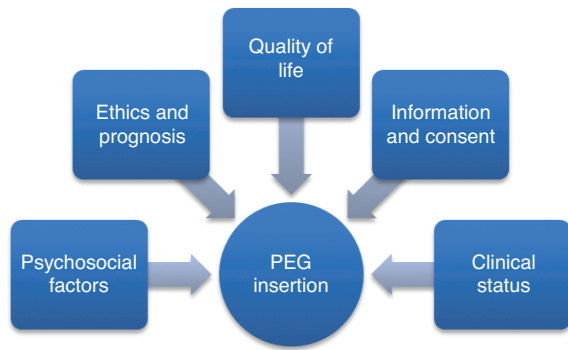 Quality of
life
Ethics and
prognosis
Information
and consent
Psychosocial
factors
PEG
insertion
Clinical
status